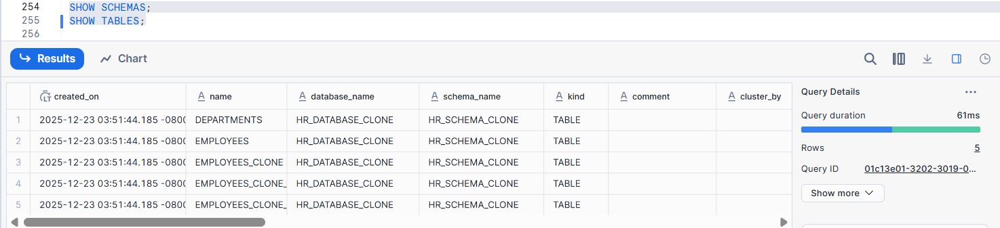 254 SHOW SCHEMAS;
255 SHOW TABLES;
256
Results Chart
created_on name database_name schema_name kind comment cluster_by
1 2025-12-23 03:51:44.185 -0800 DEPARTMENTS HR_DATABASE_CLONE HR_SCHEMA_CLONE TABLE
2 2025-12-23 03:51:44.185 -0800 EMPLOYEES HR_DATABASE_CLONE HR_SCHEMA_CLONE TABLE
3 2025-12-23 03:51:44.185 -0800 EMPLOYEES_CLONE HR_DATABASE_CLONE HR_SCHEMA_CLONE TABLE
4 2025-12-23 03:51:44.185 -0800 EMPLOYEES_CLONE_ HR_DATABASE_CLONE HR_SCHEMA_CLONE TABLE
5 2025-12-23 03:51:44.185 -0800 EMPLOYEES_CLONE_ HR_DATABASE_CLONE HR_SCHEMA_CLONE TABLE
Query Details ...
Query duration 61ms
Rows 5
Query ID 01c13e01-3202-3019-0...
Show more